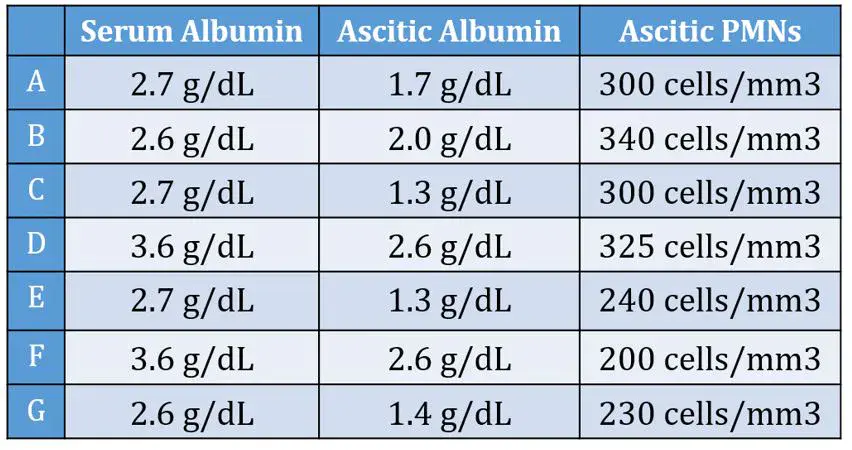 Serum Albumin Ascitic Albumin Ascitic PMNs
A 2.7 g/dL 1.7 g/dL 300 cells/mm3
B 2.6 g/dL 2.0 g/dL 340 cells/mm3
C 2.7 g/dL 1.3 g/dL 300 cells/mm3
D 3.6 g/dL 2.6 g/dL 325 cells/mm3
E 2.7 g/dL 1.3 g/dL 240 cells/mm3
F 3.6 g/dL 2.6 g/dL 200 cells/mm3
G 2.6 g/dL 1.4 g/dL 230 cells/mm3